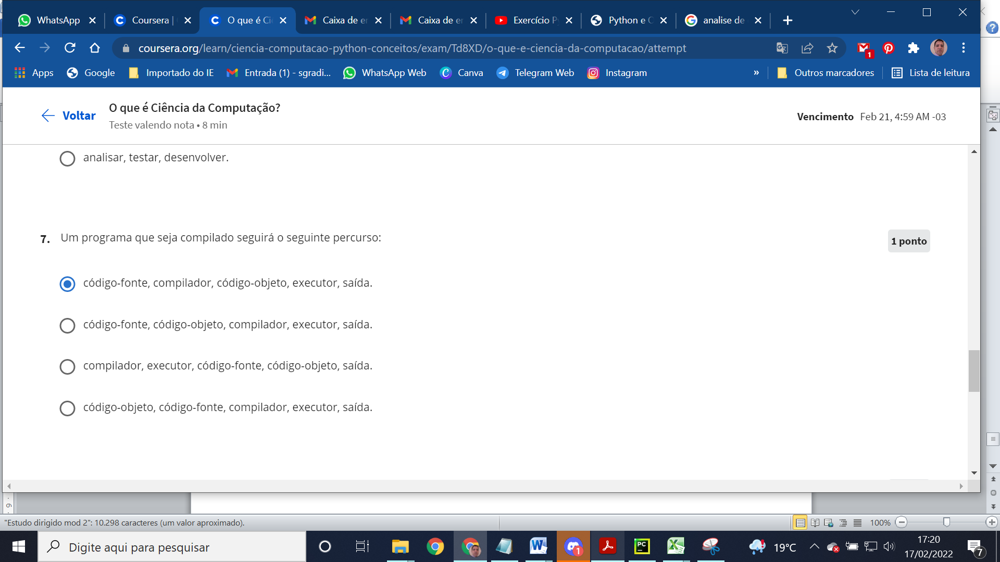 WhatsApp
Coursera |
O que é Ci
Caixa de e
Caixa de e
Exercício P
Python e C
analise de
coursera.org/learn/ciencia-computacao-python-conceitos/exam/Td8XD/o-que-e-ciencia-da-computacao/attempt
1
Apps
Google
Importado do IE
Entrada (1) - sgradi...
WhatsApp Web
Canva
Telegram Web
Instagram
»
Outros marcadores
Lista de leitura
Voltar
O que é Ciência da Computação?
Teste valendo nota • 8 min
Vencimento Feb 21, 4:59 AM -03
analisar, testar, desenvolver.
7. Um programa que seja compilado seguirá o seguinte percurso:
1 ponto
código-fonte, compilador, código-objeto, executor, saída.
código-fonte, código-objeto, compilador, executor, saída.
compilador, executor, código-fonte, código-objeto, saída.
código-objeto, código-fonte, compilador, executor, saída.
"Estudo dirigido mod 2": 10.298 caracteres (um valor aproximado).
100%
Digite aqui para pesquisar
1
PC
19°C
17:20
17/02/2022
7